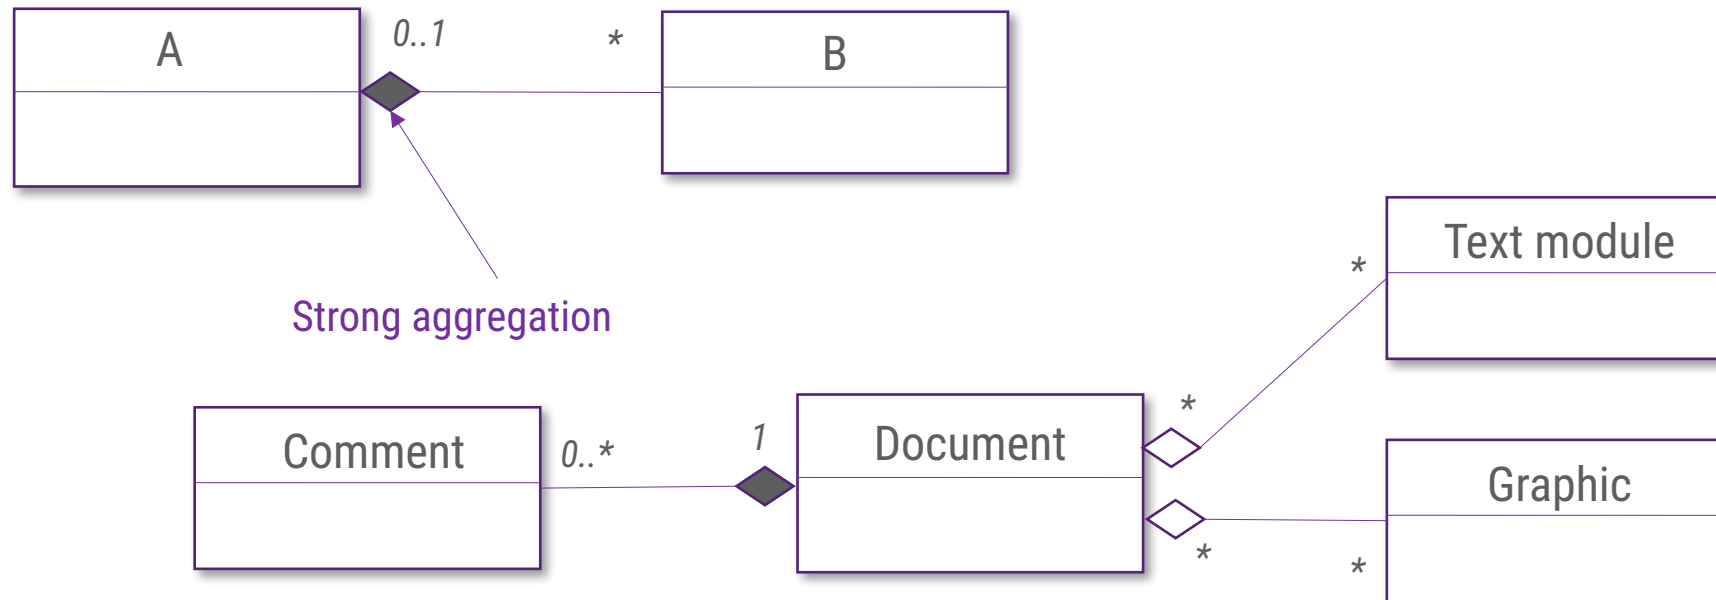 A
0..1
*
B
Strong aggregation
Text module
*
Comment
0..*
1
Document
*
Graphic
*
*